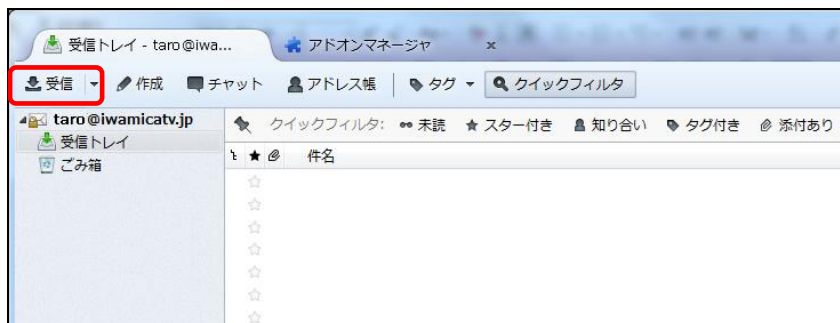 受信トレイ - taro@iwa... アドオンマネージャ ×
受信 作成 チャット アドレス帳 タグ クイックフィルタ
taro@iwamicatv.jp クイックフィルタ: 未読 スター付き 知り合い タグ付き 添付あり
受信トレイ
件名
ごみ箱